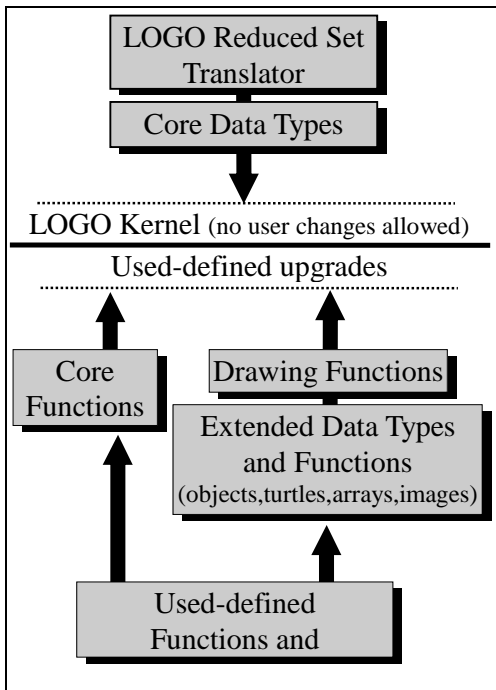 LOGO Reduced Set
Translator
Core Data Types
LOGO Kernel (no user changes allowed)
Used-defined upgrades
Core
Functions
Drawing Functions
Extended Data Types
and Functions
(objects,turtles,arrays,images)
Used-defined
Functions and